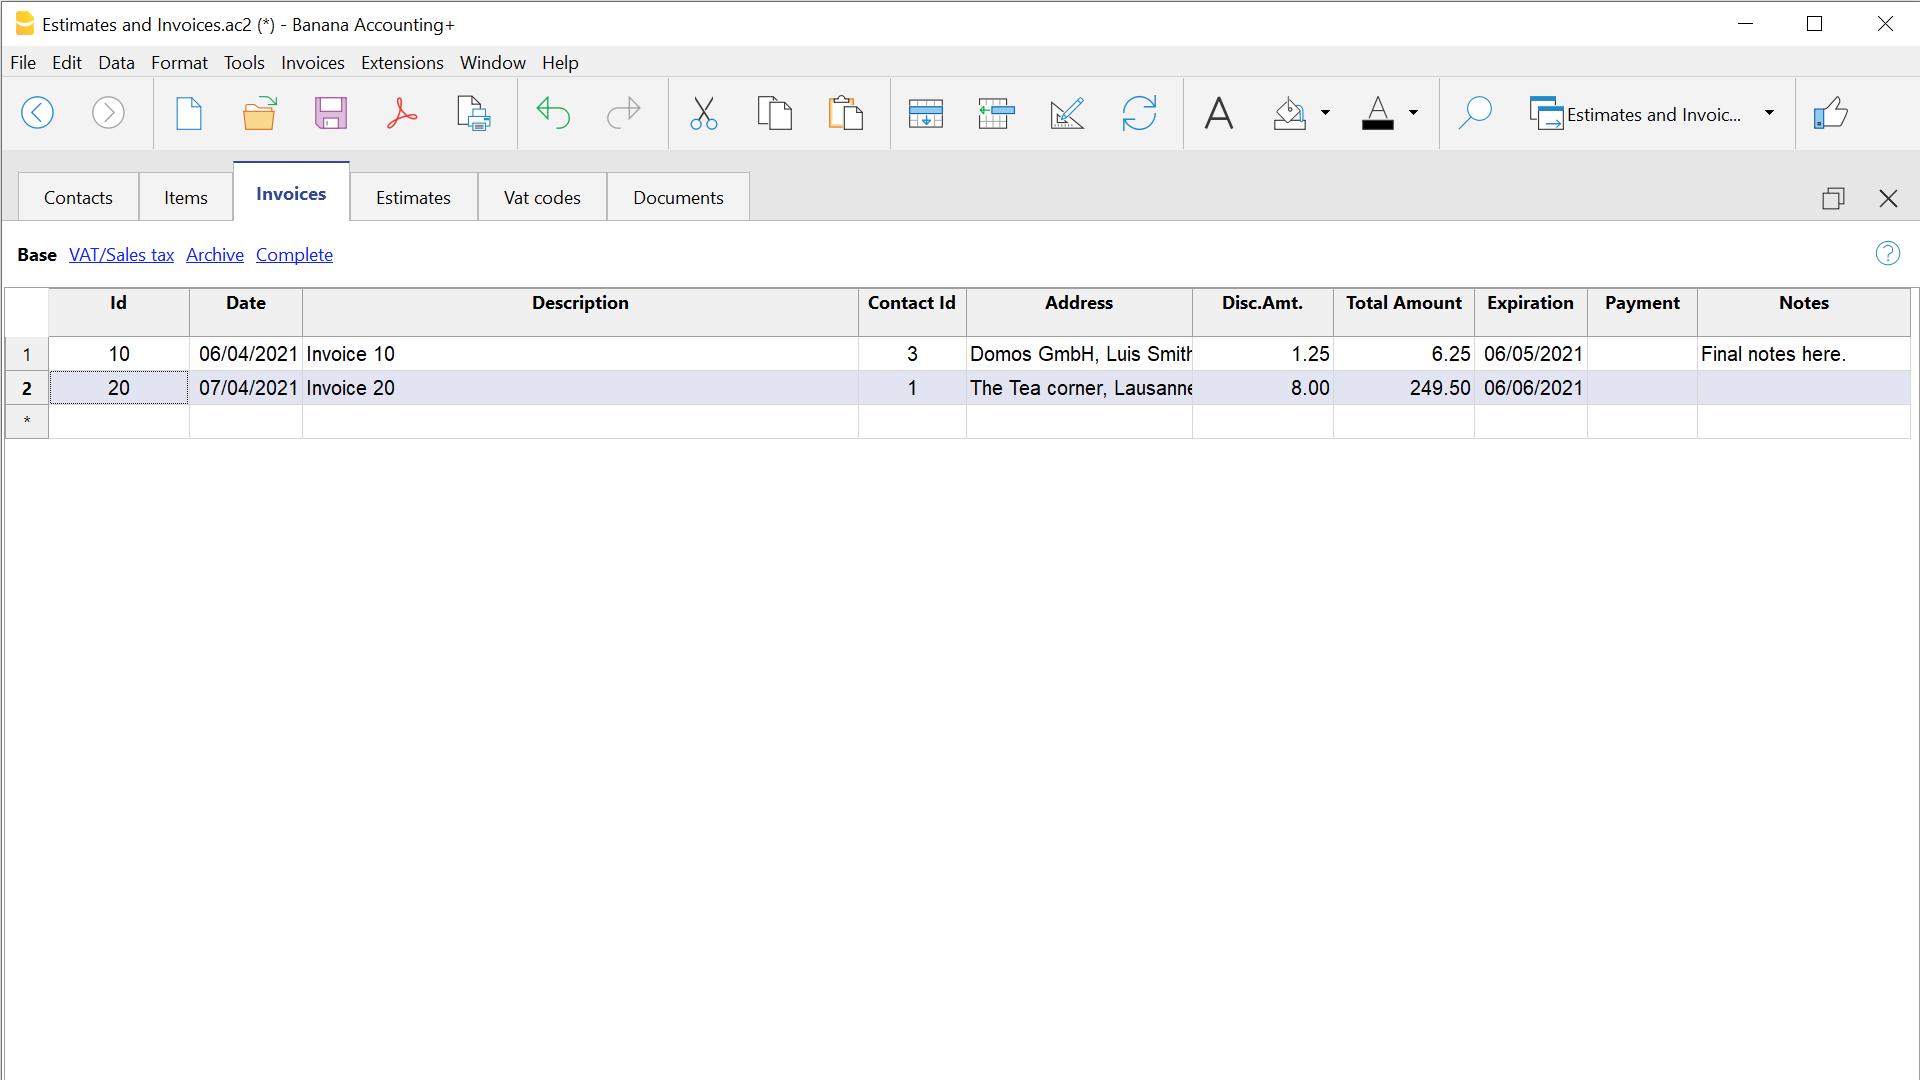 Estimates and Invoices.ac2 (*) - Banana Accounting+
File Edit Data Format Tools Invoices Extensions Window Help
Estimates and Invoic...
Contacts Items Invoices Estimates Vat codes Documents
Base VAT/Sales tax Archive Complete
Id Date Description Contact Id Address Disc.Amt. Total Amount Expiration Payment Notes
1 10 06/04/2021 Invoice 10 3 Domos GmbH, Luis Smith 1.25 6.25 06/05/2021 Final notes here.
2 20 07/04/2021 Invoice 20 1 The Tea corner, Lausanne 8.00 249.50 06/06/2021
*